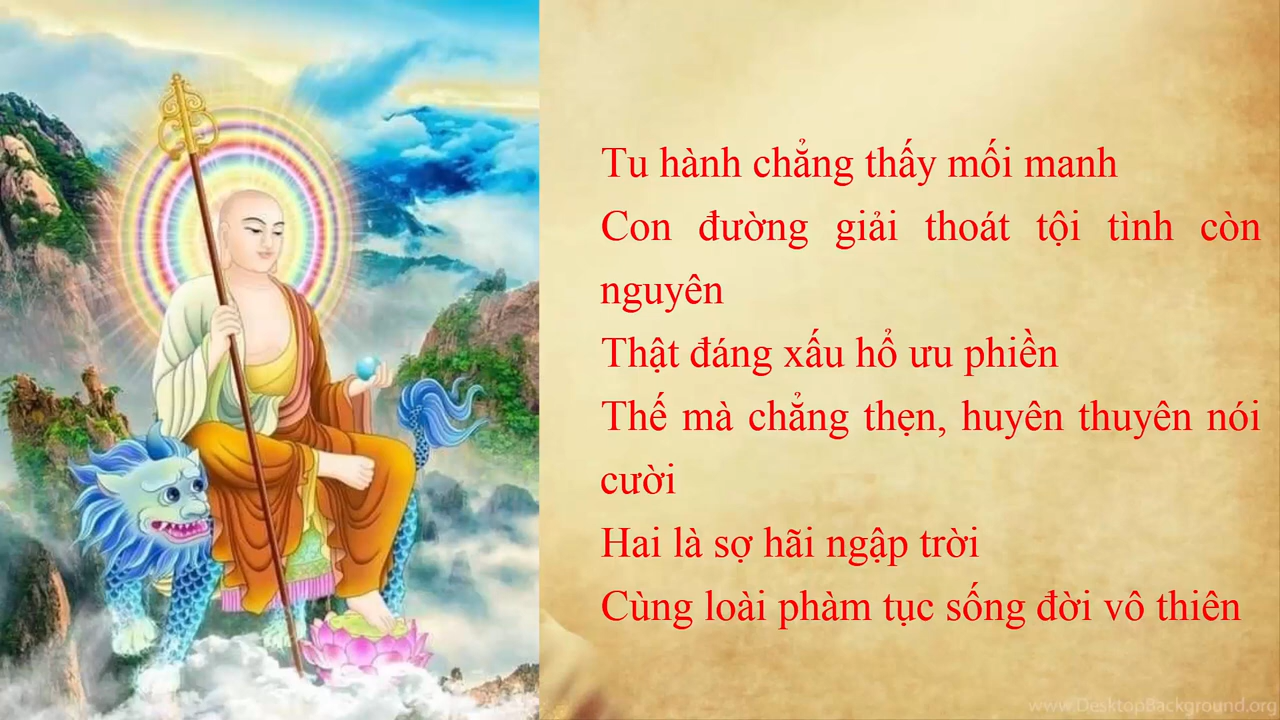 Tu hành chẳng thấy mối manh
Con đường giải thoát tội tình còn
nguyên
Thật đáng xấu hổ ưu phiền
Thế mà chẳng thẹn, huyên thuyên nói
cười
Hai là sợ hãi ngập trời
Cùng loài phàm tục sống đời vô thiên
www.DesktopBackground.org